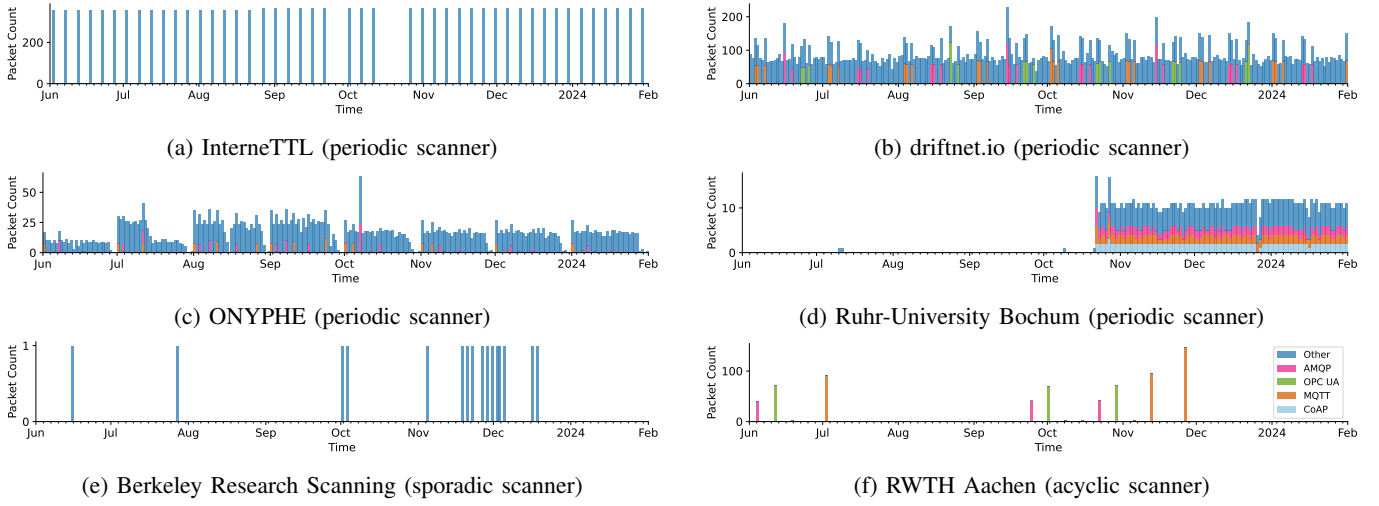 Packet Count
200
0
Jun Jul Aug Sep Oct Nov Dec 2024 Feb
Time
(a) InterneTTL (periodic scanner)
Packet Count
200
100
0
Jun Jul Aug Sep Oct Nov Dec 2024 Feb
Time
(b) driftnet.io (periodic scanner)
Packet Count
50
25
0
Jun Jul Aug Sep Oct Nov Dec 2024 Feb
Time
(c) ONYPHE (periodic scanner)
Packet Count
10
0
Jun Jul Aug Sep Oct Nov Dec 2024 Feb
Time
(d) Ruhr-University Bochum (periodic scanner)
Packet Count
1
0
Jun Jul Aug Sep Oct Nov Dec 2024 Feb
Time
(e) Berkeley Research Scanning (sporadic scanner)
Packet Count
100
0
Other
AMQP
OPC UA
MQTT
CoAP
Jun Jul Aug Sep Oct Nov Dec 2024 Feb
Time
(f) RWTH Aachen (acyclic scanner)